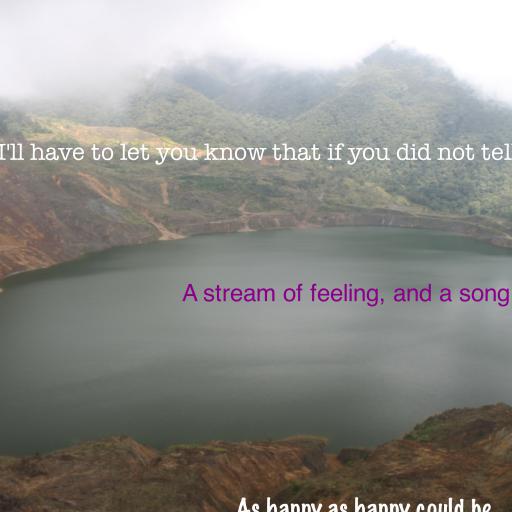 I'll have to let you know that if you did not tell
A stream of feeling, and a song
As happy as happy could be